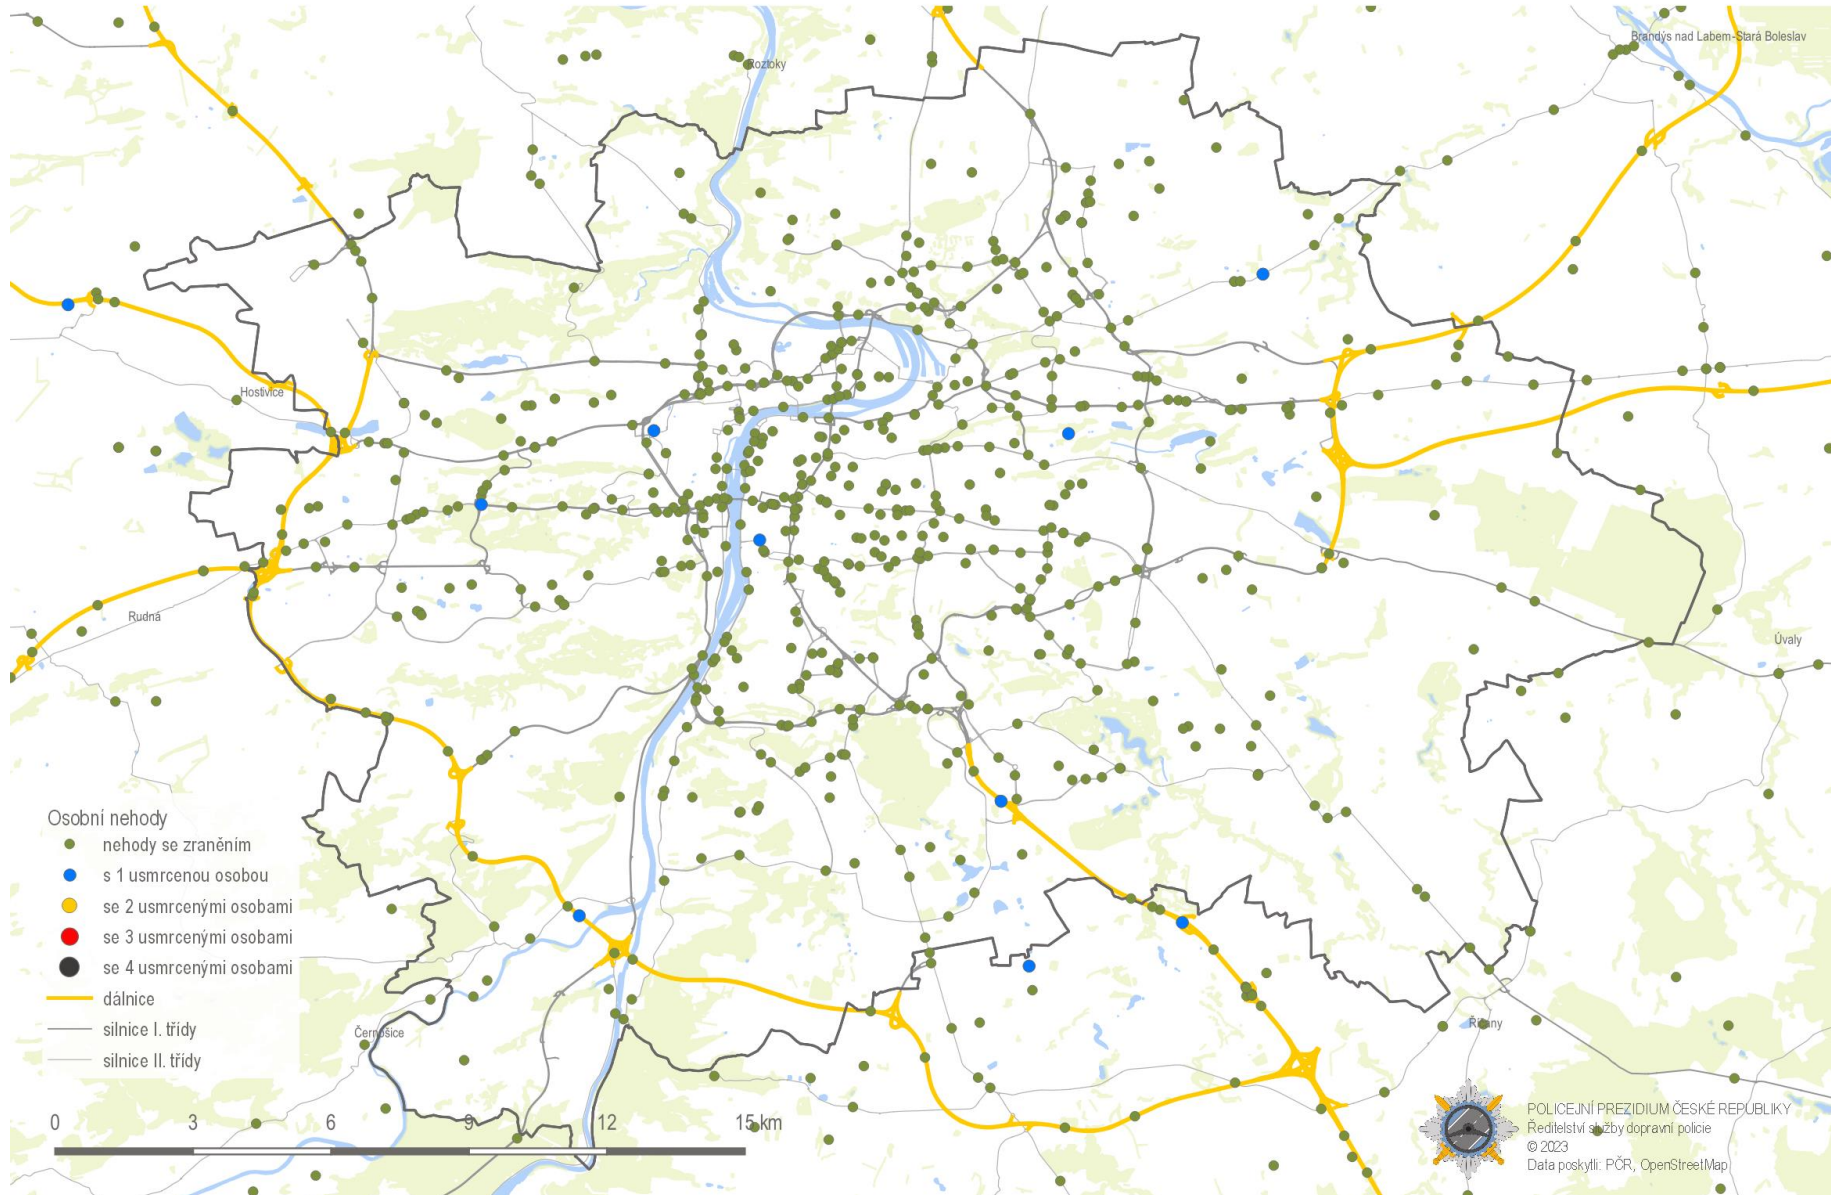 Brandýs nad Labem-Stará Boleslav
Roztoky
Hostivice
Rudná
Úvaly
Osobní nehody
nehody se zraněním
s 1 usmrcenou osobou
se 2 usmrcenými osobami
se 3 usmrcenými osobami
se 4 usmrcenými osobami
dálnice
silnice I. třídy
silnice II. třídy
Černošice
Říčany
0 3 6 9 12 15 km
POLICEJNÍ PREZIDIUM ČESKÉ REPUBLIKY
Ředitelství služby dopravní policie
© 2023
Data poskytli: PČR, OpenStreetMap